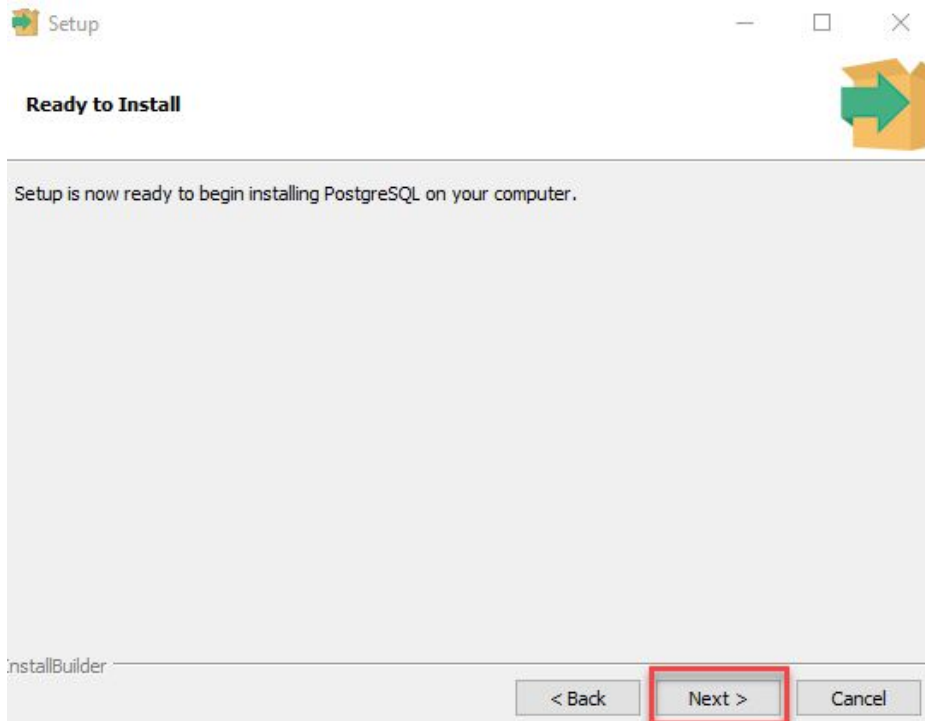 Setup
Ready to Install
Setup is now ready to begin installing PostgreSQL on your computer.
InstallBuilder
< Back Next > Cancel